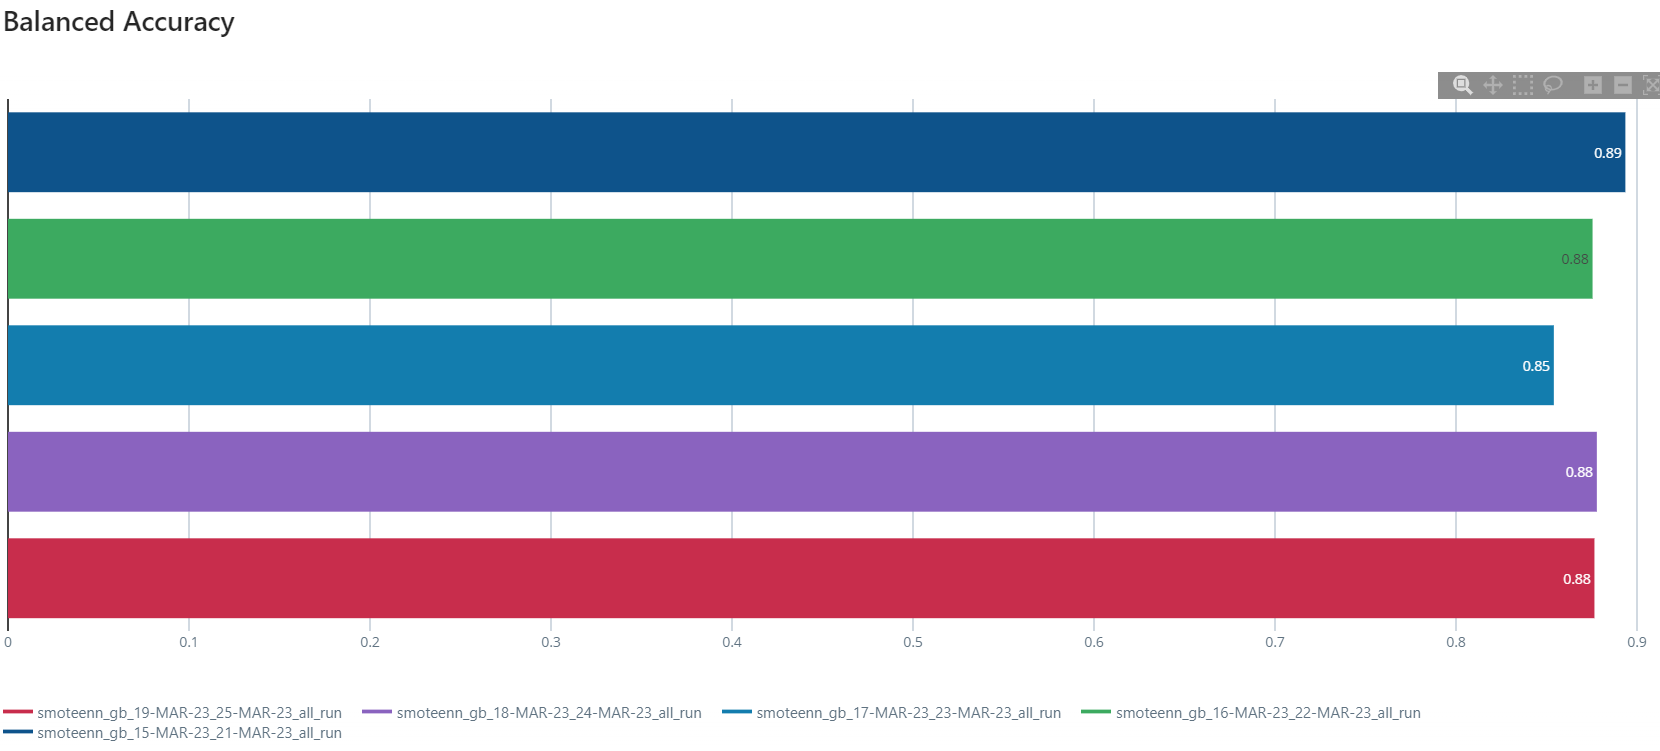 Balanced Accuracy
0.89
0.88
0.85
0.88
0.88
0 0.1 0.2 0.3 0.4 0.5 0.6 0.7 0.8 0.9
smoteenn_gb_19-MAR-23_25-MAR-23_all_run smoteenn_gb_18-MAR-23_24-MAR-23_all_run smoteenn_gb_17-MAR-23_23-MAR-23_all_run smoteenn_gb_16-MAR-23_22-MAR-23_all_run
smoteenn_gb_15-MAR-23_21-MAR-23_all_run